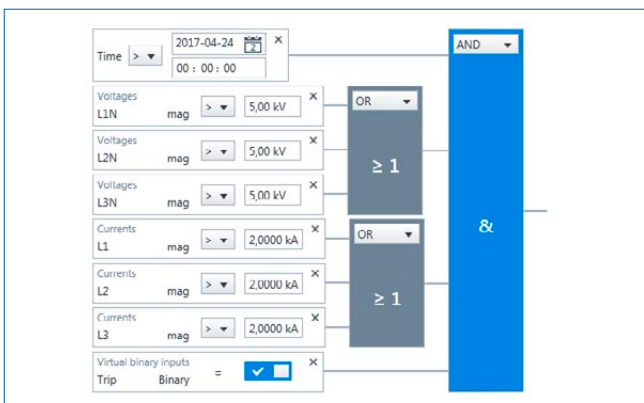 2017-04-24 2
Time >
00 : 00 : 00
AND
Voltages
L1N mag > 5,00 kV
OR
Voltages
L2N mag > 5,00 kV
≥ 1
Voltages
L3N mag > 5,00 kV
Currents
L1 mag > 2,0000 kA
OR
&
Currents
L2 mag > 2,0000 kA
≥ 1
Currents
L3 mag > 2,0000 kA
Virtual binary inputs
Trip Binary =